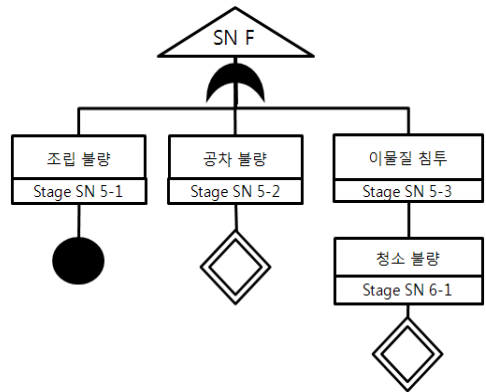 SN F
조립 불량
Stage SN 5-1
공차 불량
Stage SN 5-2
이물질 침투
Stage SN 5-3
청소 불량
Stage SN 6-1